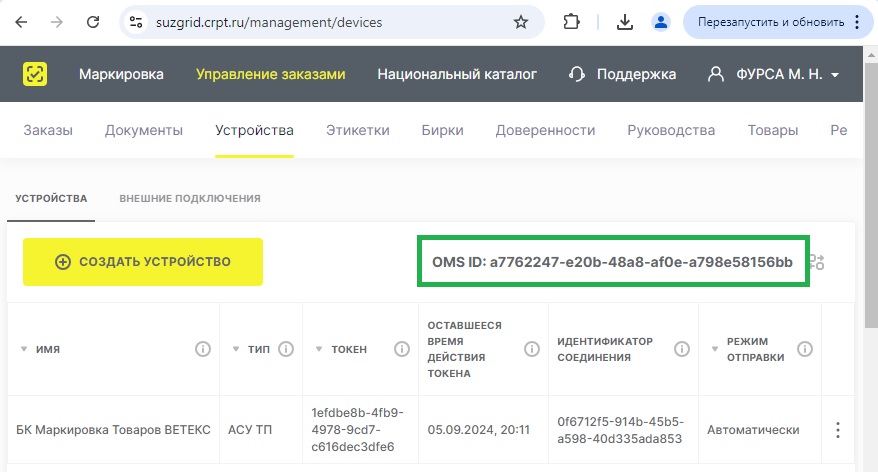 suzgrid.crpt.ru/management/devices
Перезапустить и обновить
Маркировка Управление заказами Национальный каталог Поддержка ФУРСА М. Н.
Заказы Документы Устройства Этикетки Бирки Доверенности Руководства Товары Ре
УСТРОЙСТВА ВНЕШНИЕ ПОДКЛЮЧЕНИЯ
СОЗДАТЬ УСТРОЙСТВО
OMS ID: a7762247-e20b-48a8-af0e-a798e58156bb
ИМЯ
ТИП
ТОКЕН
ОСТАВШЕЕСЯ
ВРЕМЯ
ДЕЙСТВИЯ
ТОКЕНА
ИДЕНТИФИКАТОР
СОЕДИНЕНИЯ
РЕЖИМ
ОТПРАВКИ
БК Маркировка Товаров ВЕТЕКС
АСУ ТП
1efdbe8b-4fb9-
4978-9cd7-
c616dec3dfe6
05.09.2024, 20:11
0f6712f5-914b-45b5-
a598-40d335ada853
Автоматически